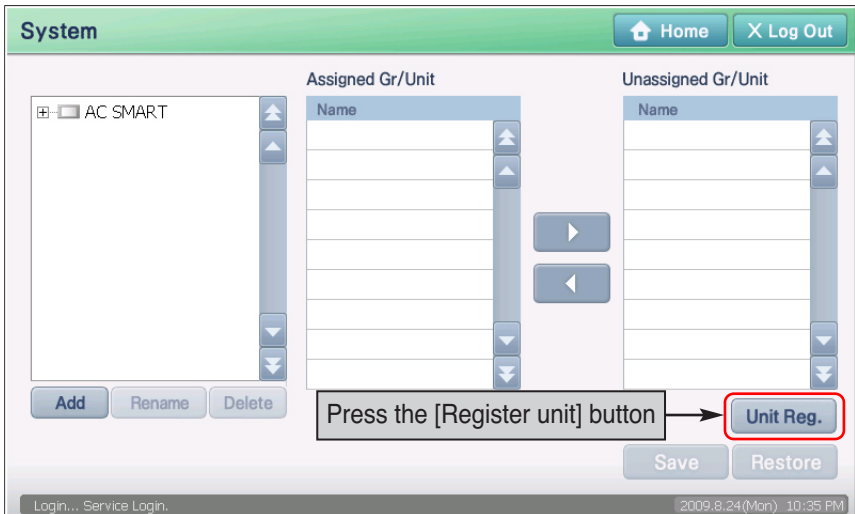 System
Home
X Log Out
Assigned Gr/Unit
Unassigned Gr/Unit
AC SMART
Name
Name
Add
Rename
Delete
Press the [Register unit] button
Unit Reg.
Save
Restore
Login... Service Login.
2009.8.24(Mon) 10:35 PM